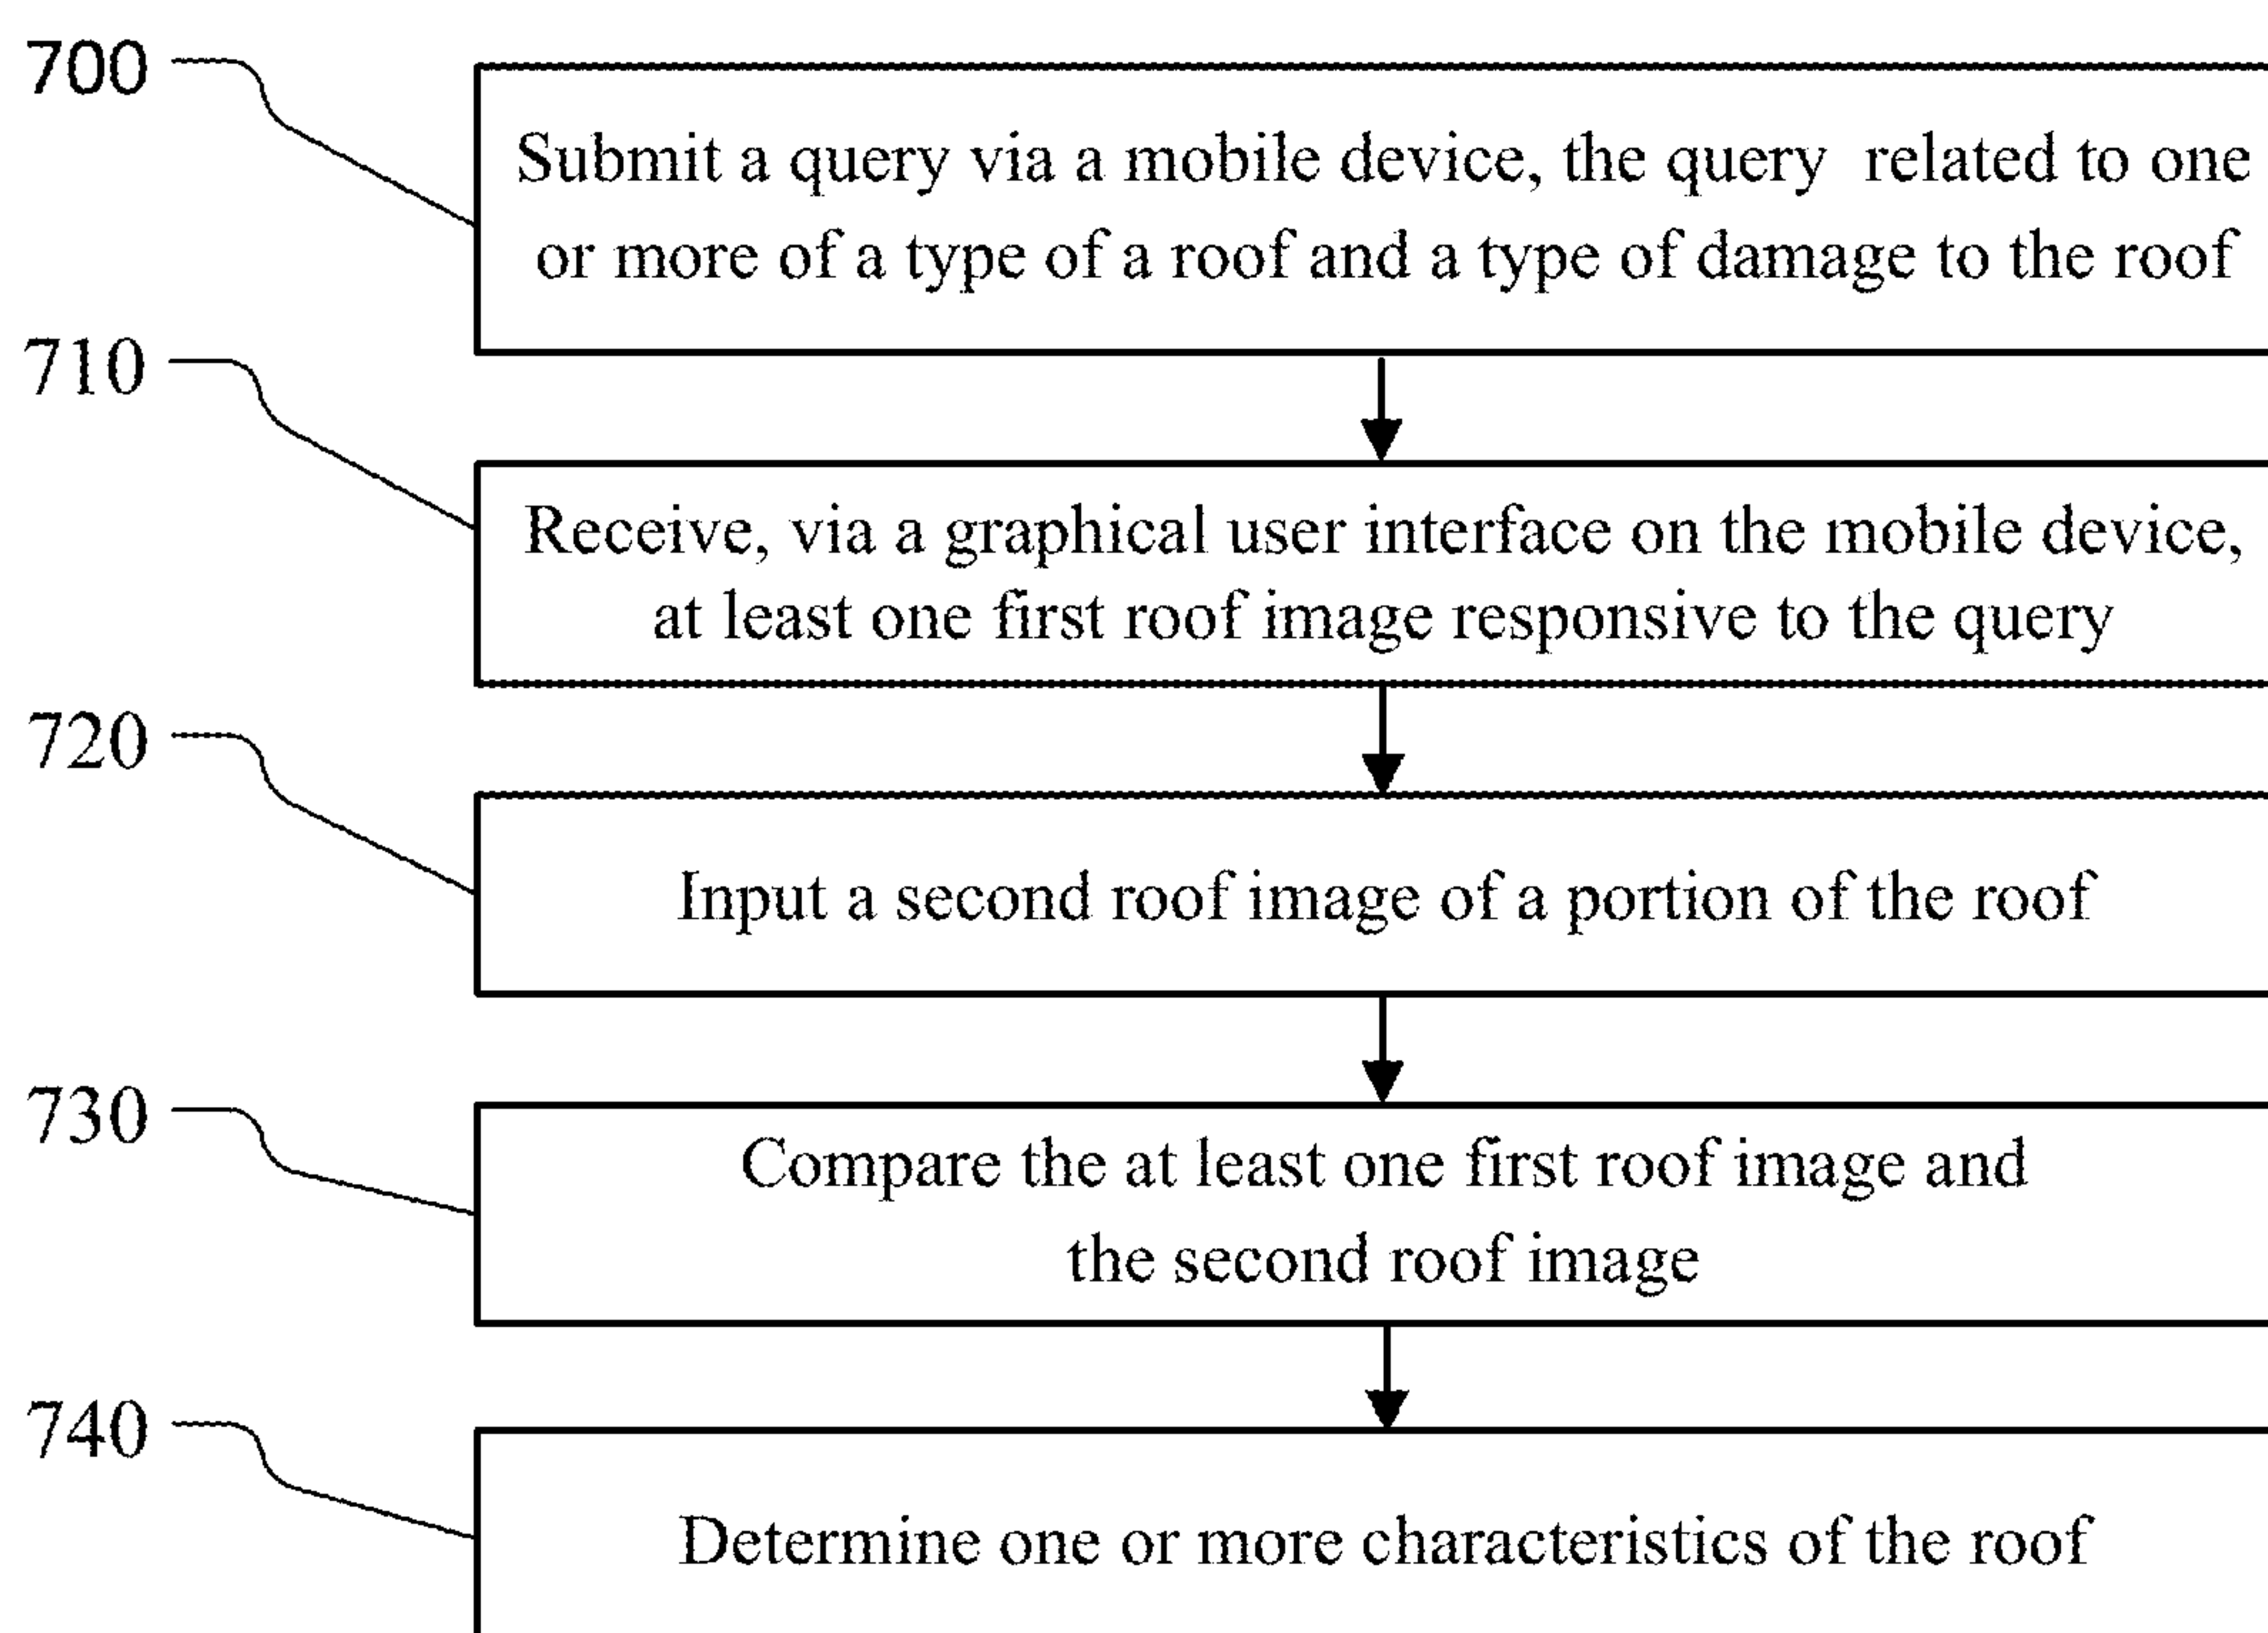 700
Submit a query via a mobile device, the query related to one
or more of a type of a roof and a type of damage to the roof
710
Receive, via a graphical user interface on the mobile device,
at least one first roof image responsive to the query
720
Input a second roof image of a portion of the roof
730
Compare the at least one first roof image and
the second roof image
740
Determine one or more characteristics of the roof